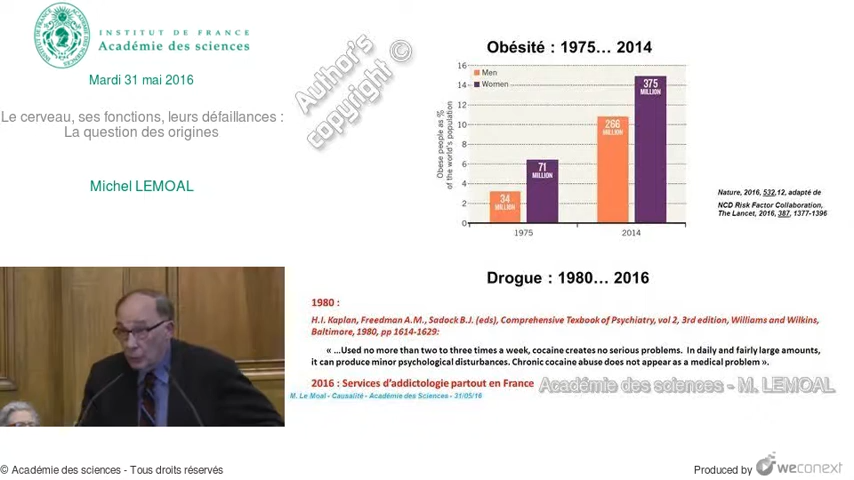 INSTITUT DE FRANCE
Académie des sciences
Mardi 31 mai 2016
Le cerveau, ses fonctions, leurs défaillances :
La question des origines
Michel LEMOAL
Author's
copyright ©
Obésité : 1975… 2014
Obese people as %
of the world's population
16
14
12
10
8
6
4
2
0
Men
Women
34
MILLION
71
MILLION
266
MILLION
375
MILLION
1975
2014
Nature, 2016, 532,12, adapté de
NCD Risk Factor Collaboration,
The Lancet, 2016, 387, 1377-1396
Drogue : 1980… 2016
1980 :
H.I. Kaplan, Freedman A.M., Sadock B.J. (eds), Comprehensive Texbook of Psychiatry, vol 2, 3rd edition, Williams and Wilkins,
Baltimore, 1980, pp 1614-1629:
« …Used no more than two to three times a week, cocaine creates no serious problems. In daily and fairly large amounts,
it can produce minor psychological disturbances. Chronic cocaine abuse does not appear as a medical problem ».
2016 : Services d'addictologie partout en France
Académie des sciences - M. LEMOAL
M. Le Moal - Causalité - Académie des Sciences - 31/05/16
© Académie des sciences - Tous droits réservés
Produced by weconext